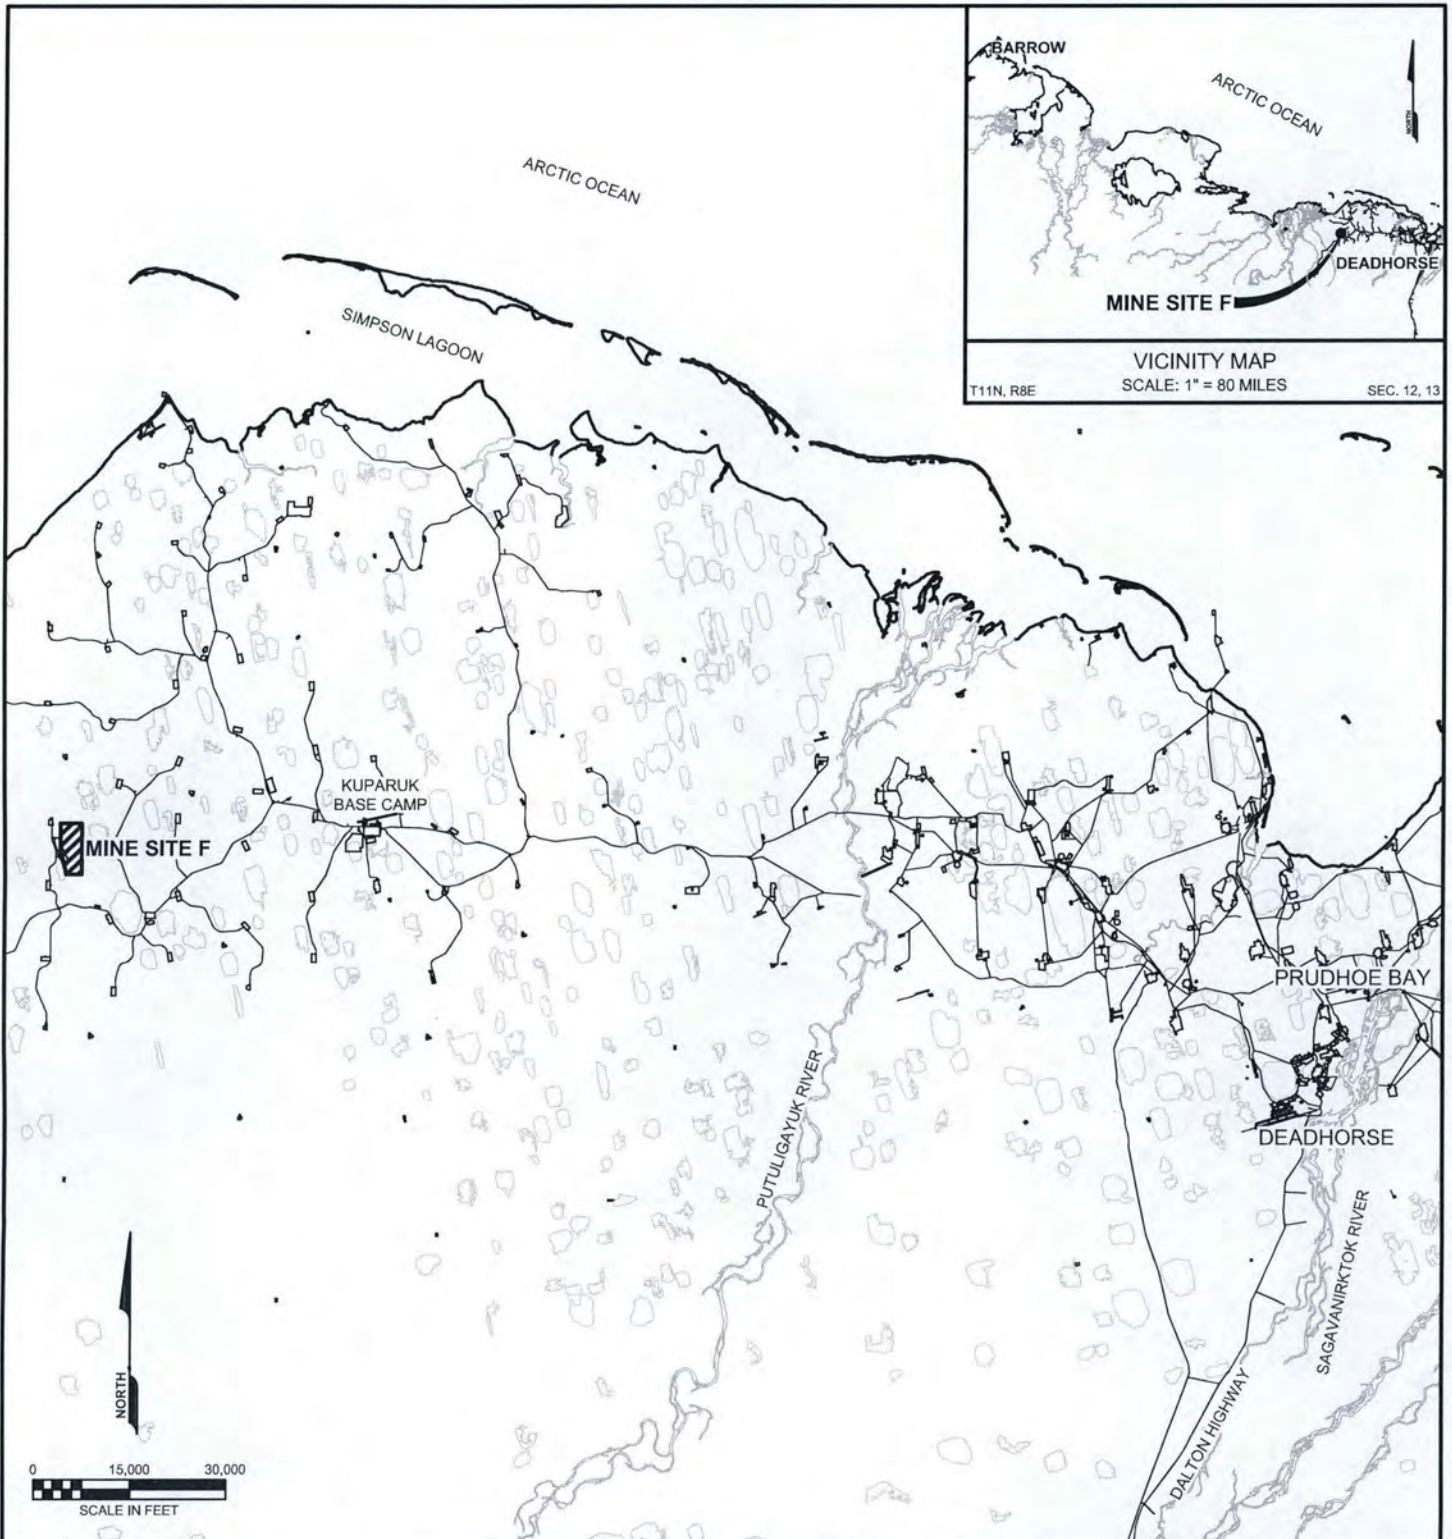 BARROW
ARCTIC OCEAN
NORTH
DEADHORSE
MINE SITE F
VICINITY MAP
T11N, R8E
SCALE: 1" = 80 MILES
SEC. 12, 13
ARCTIC OCEAN
SIMPSON LAGOON
KUPARUK
BASE CAMP
MINE SITE F
PRUDHOE BAY
PUTULIGAYUK RIVER
DEADHORSE
SAGAVANIRKTOK RIVER
DALTON HIGHWAY
NORTH
0 15,000 30,000
SCALE IN FEET